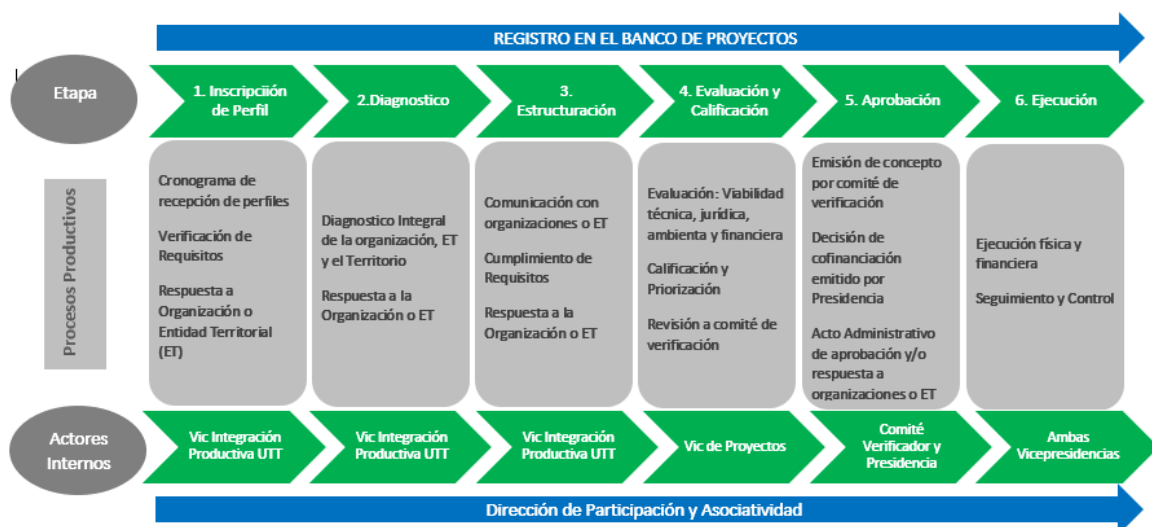 REGISTRO EN EL BANCO DE PROYECTOS
Etapa
1. Inscripciión
de Perfil
2.Diagnostico
3.
Estructuración
4. Evaluación y
Calificación
5. Aprobación
6. Ejecución
Procesos Productivos
Cronograma de
recepción de perfiles
Verificación de
Requisitos
Respuesta a
Organización o
Entidad Territorial
(ET)
Diagnostico Integral
de la organización, ET
y el Territorio
Respuesta a la
Organización o ET
Comunicación con
organizaciones o ET
Cumplimiento de
Requisitos
Respuesta a la
Organización o ET
Evaluación: Viabilidad
técnica, jurídica,
ambienta y financiera
Calificación y
Priorización
Revisión a comité de
verificación
Emisión de concepto
por comité de
verificación
Decisión de
cofinanciación
emitido por
Presidencia
Acto Administrativo
de aprobación y/o
respuesta a
organizaciones o ET
Ejecución física y
financiera
Seguimiento y Control
Actores
Internos
Vic Integración
Productiva UTT
Vic Integración
Productiva UTT
Vic Integración
Productiva UTT
Vic de Proyectos
Comité
Verificador y
Presidencia
Ambas
Vicepresidencias
Dirección de Participación y Asociatividad